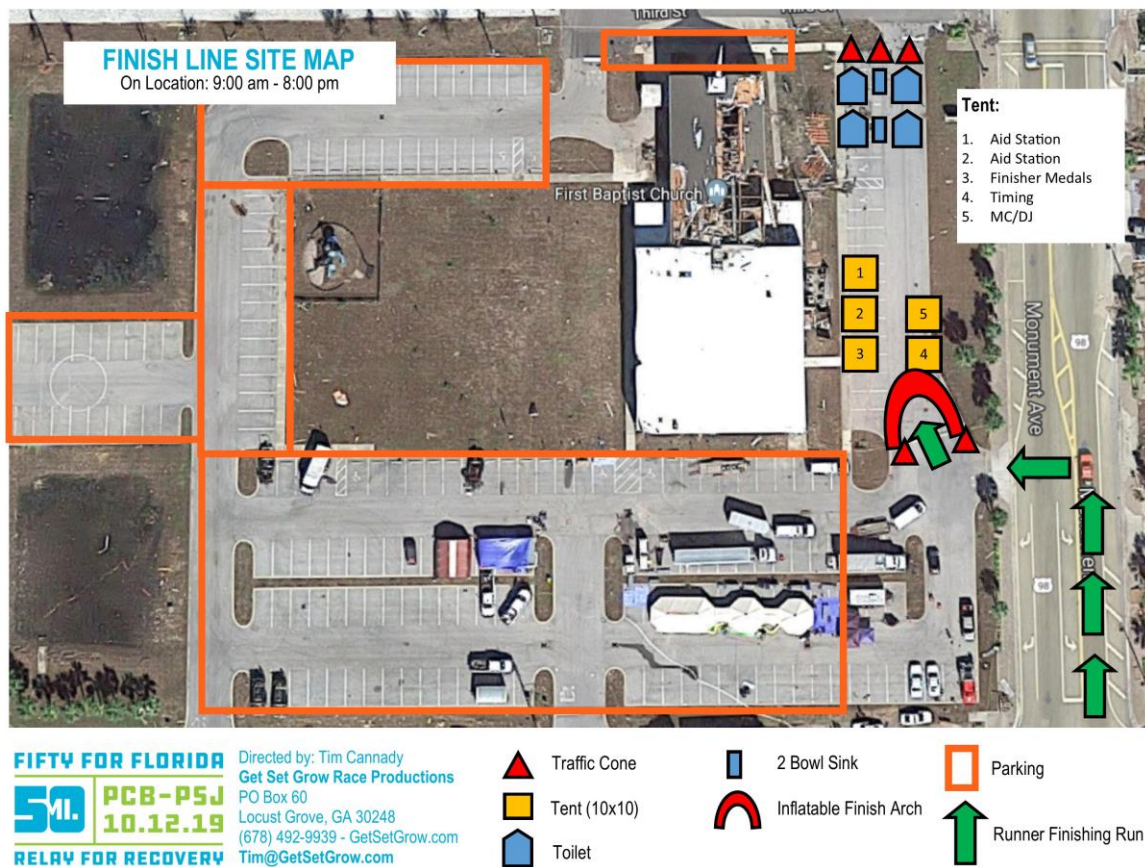 Third St
FINISH LINE SITE MAP
On Location: 9:00 am - 8:00 pm
Tent:
1. Aid Station
2. Aid Station
3. Finisher Medals
4. Timing
5. MC/DJ
First Baptist Church
1
2
3
5
4
98
Monument Ave
98
FIFTY FOR FLORIDA
50 MI.
PCB-PSJ
10.12.19
RELAY FOR RECOVERY
Directed by: Tim Cannady
Get Set Grow Race Productions
PO Box 60
Locust Grove, GA 30248
(678) 492-9939 - GetSetGrow.com
Tim@GetSetGrow.com
Traffic Cone
Tent (10x10)
Toilet
2 Bowl Sink
Inflatable Finish Arch
Parking
Runner Finishing Run